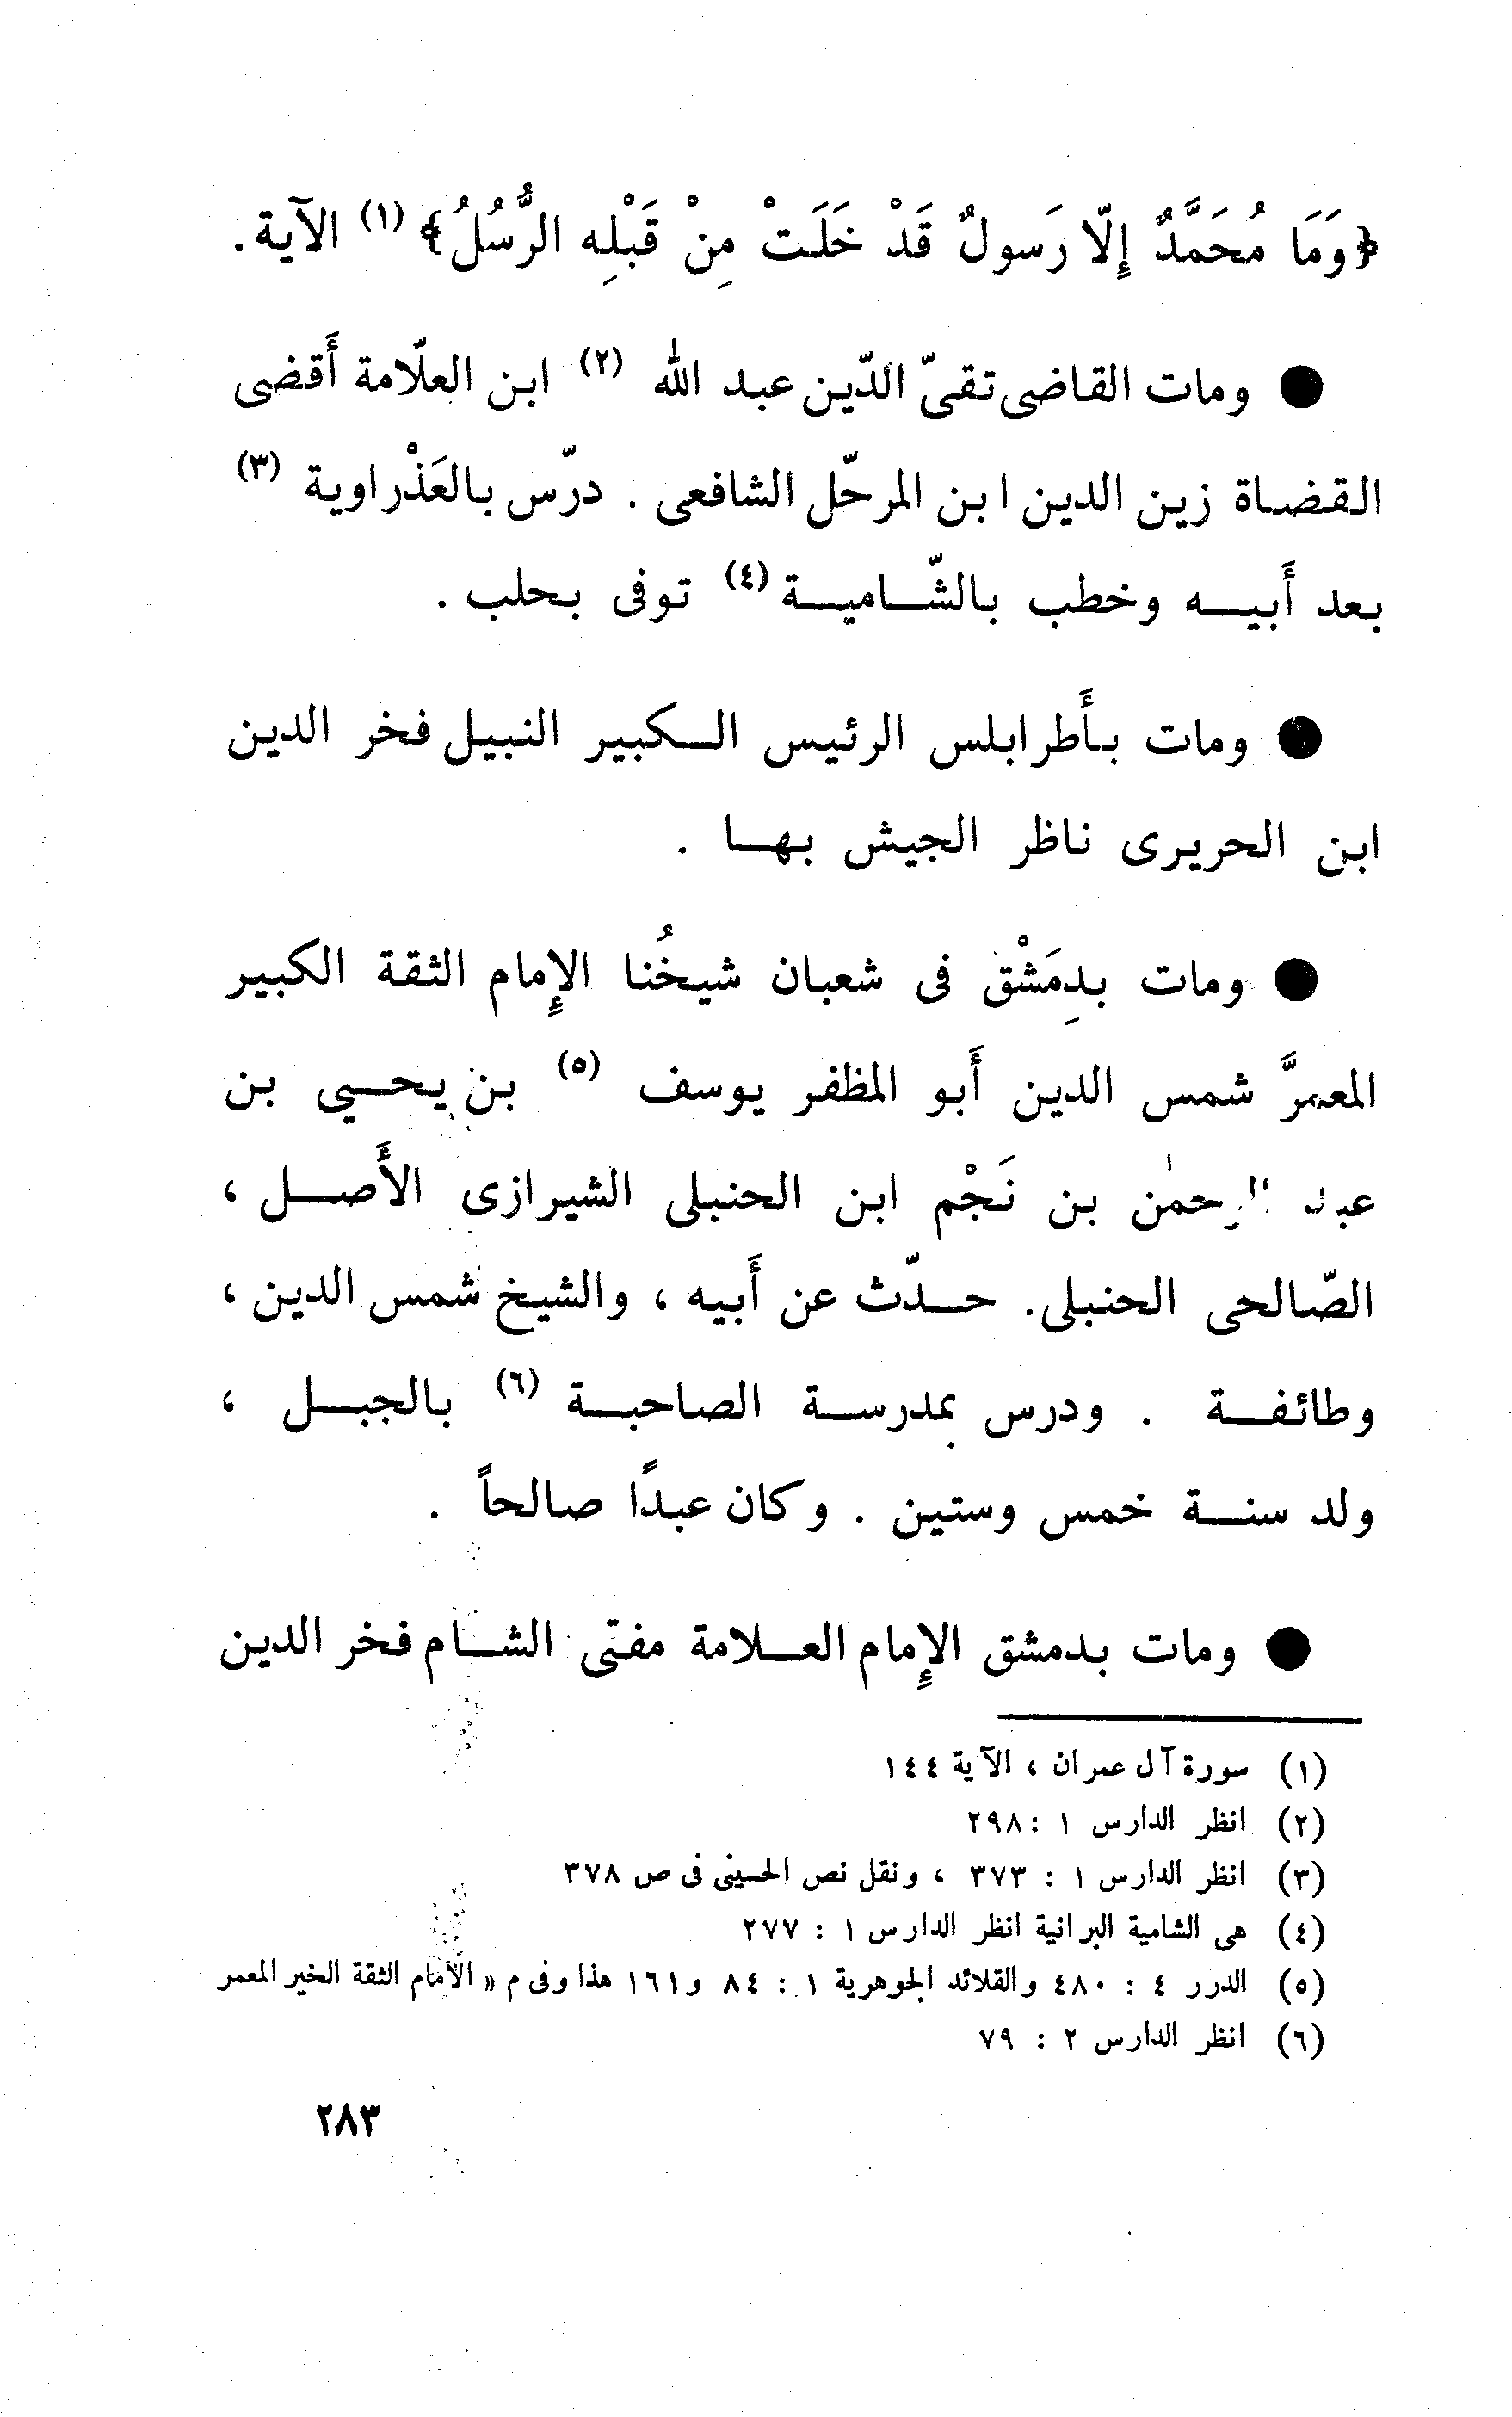 ﴿وَمَا مُحَمَّدٌ إِلّا رَسولٌ قَدْ خَلَتْ مِنْ قَبْلِه الرُّسُلُ﴾ (١) الآية.
● ومات القاضى تقىّ الدّين عبد الله (٢) ابن العلّامة أَقضى
القضاة زين الدين ابن المرحّل الشافعى . درّس بالعَذْراوية (٣)
بعد أَبيه وخطب بالشّامية (٤) توفى بحلب .
● ومات بأَطرابلس الرئيس الكبير النبيل فخر الدين
ابن الحريرى ناظر الجيش بها .
● ومات بدِمَشْق فى شعبان شيخُنا الإِمام الثقة الكبير
المعمرَّ شمس الدين أَبو المظفر يوسف (٥) بن يحيى بن
عبد الرحمٰن بن نَجْم ابن الحنبلى الشيرازى الأَصل ،
الصّالحى الحنبلى. حدّث عن أَبيه ، والشيخ شمس الدين ،
وطائفة . ودرس بمدرسة الصاحبة (٦) بالجبل ،
ولد سنة خمس وستين . وكان عبدًا صالحاً .
● ومات بدمشق الإِمام العلامة مفتى الشام فخر الدين
(١) سورة آل عمران ، الآية ١٤٤
(٢) انظر الدارس ١ : ٢٩٨
(٣) انظر الدارس ١ : ٣٧٣ ، ونقل نص الحسينى فى ص ٣٧٨
(٤) هى الشامية البرانية انظر الدارس ١ : ٢٧٧
(٥) الدرر ٤ : ٤٨٠ والقلائد الجوهرية ١ : ٨٤ و١٦١ هذا وفى م « الأمام الثقة الخير المعمر
(٦) انظر الدارس ٢ : ٧٩
٢٨٣